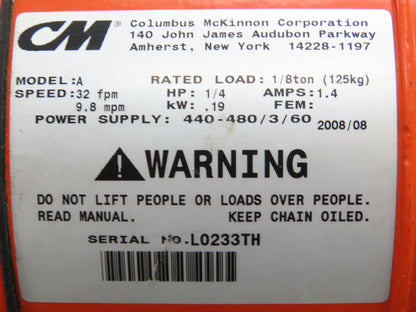 CM
Columbus McKinnon Corporation
140 John James Audubon Parkway
Amherst, New York 14228-1197
MODEL:A RATED LOAD: 1/8ton (125kg)
SPEED:32 fpm HP: 1/4 AMPS:1.4
9.8 mpm kW: .19 FEM:
POWER SUPPLY: 440-480/3/60 2008/08
WARNING
DO NOT LIFT PEOPLE OR LOADS OVER PEOPLE.
READ MANUAL. KEEP CHAIN OILED.
SERIAL NO.L0233TH